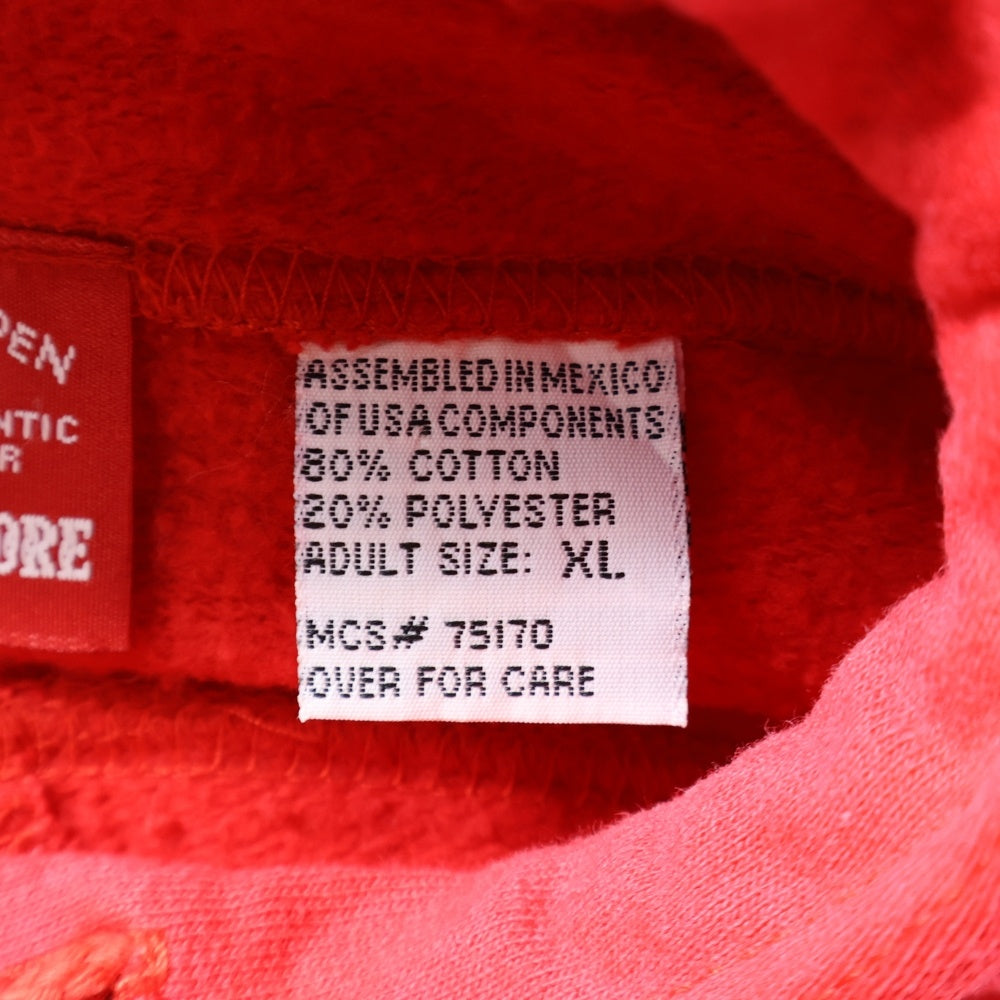 ASSEMBLED IN MEXICO
OF USA COMPONENTS
80% COTTON
20% POLYESTER
ADULT SIZE: XL
MCS# 75170
OVER FOR CARE